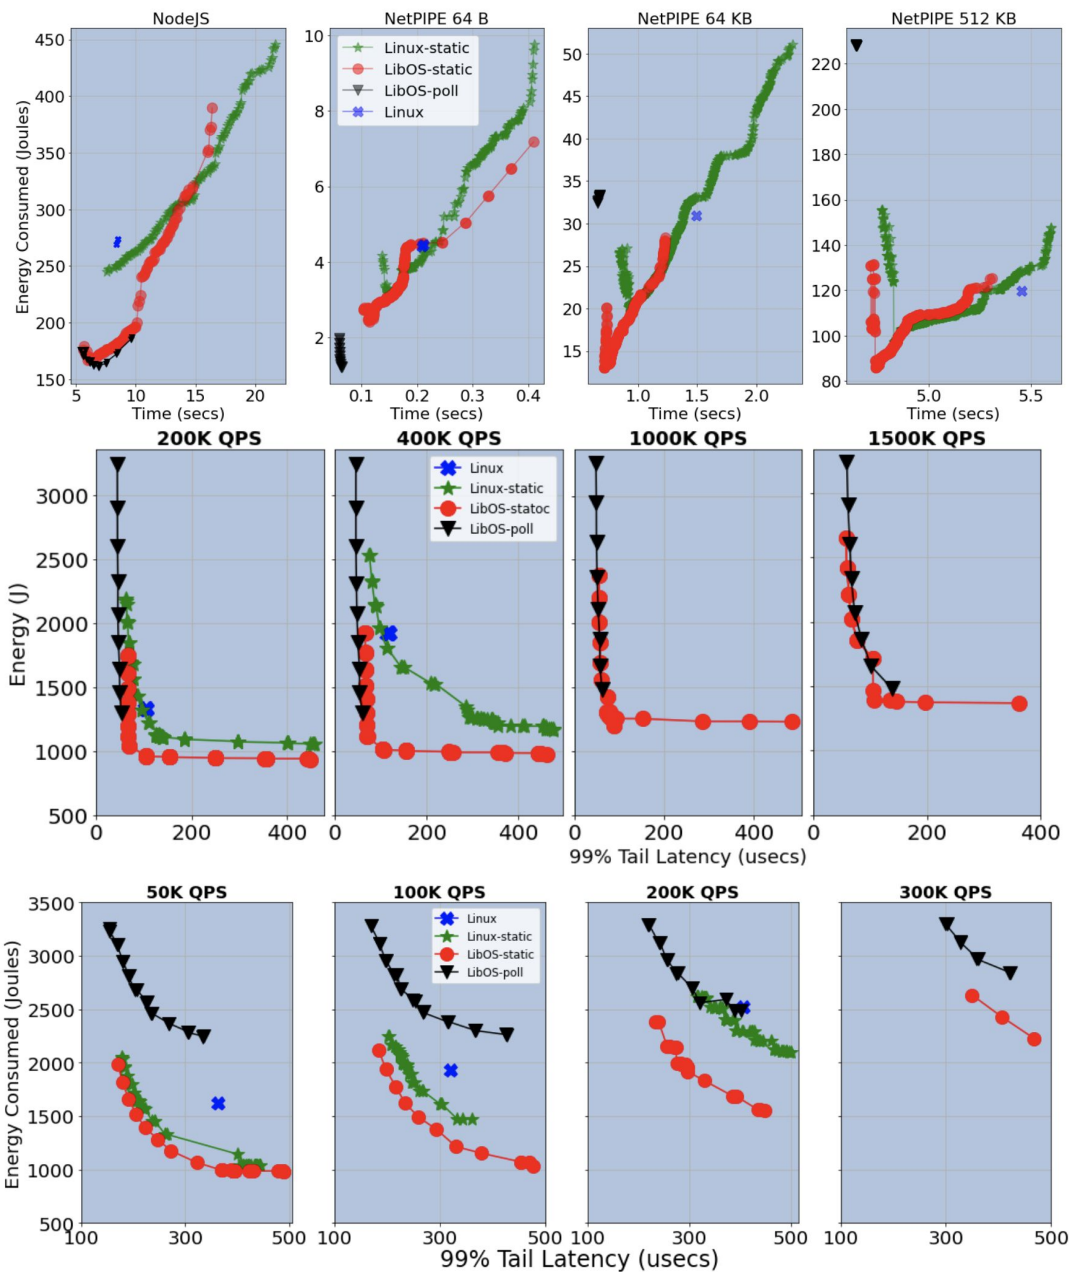 NodeJS
NetPIPE 64 B
NetPIPE 64 KB
NetPIPE 512 KB
Energy Consumed (Joules)
450
400
350
300
250
200
150
5
10
15
20
Time (secs)
10
8
6
4
2
Linux-static
LibOS-static
LibOS-poll
Linux
0.1
0.2
0.3
0.4
Time (secs)
50
45
40
35
30
25
20
15
1.0
1.5
2.0
Time (secs)
220
200
180
160
140
120
100
80
5.0
5.5
Time (secs)
200K QPS
400K QPS
1000K QPS
1500K QPS
Energy (J)
3000
2500
2000
1500
1000
500
Linux
Linux-static
LibOS-statoc
LibOS-poll
0
200
400
0
200
400
0
200
400
0
200
400
99% Tail Latency (usecs)
50K QPS
100K QPS
200K QPS
300K QPS
Energy Consumed (Joules)
3500
3000
2500
2000
1500
1000
500
Linux
Linux-static
LibOS-static
LibOS-poll
100
300
500
100
300
500
100
300
500
100
300
500
99% Tail Latency (usecs)